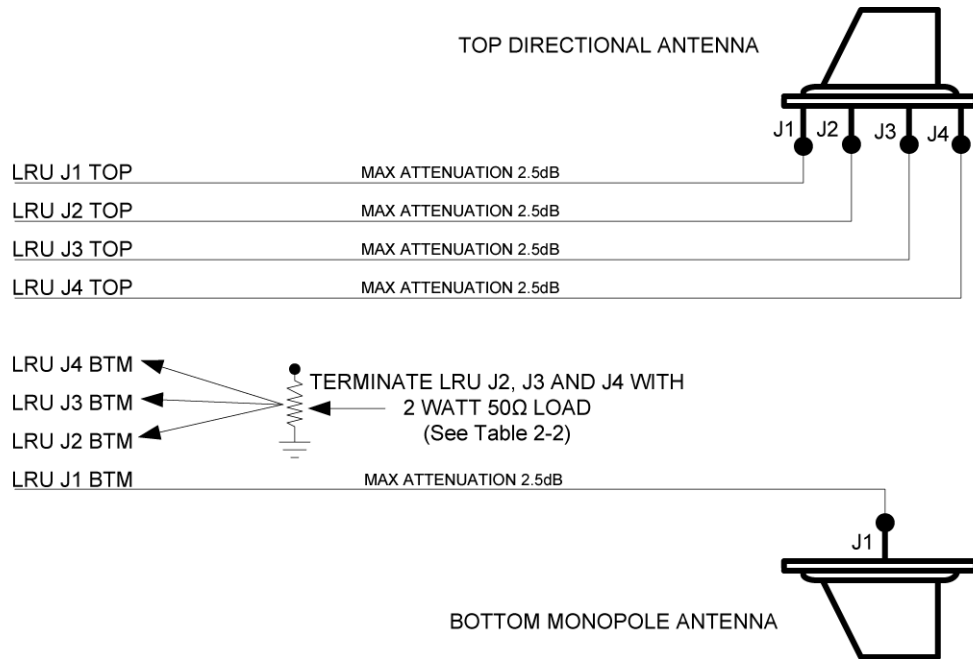 TOP DIRECTIONAL ANTENNA
J1 J2 J3 J4
LRU J1 TOP MAX ATTENUATION 2.5dB
LRU J2 TOP MAX ATTENUATION 2.5dB
LRU J3 TOP MAX ATTENUATION 2.5dB
LRU J4 TOP MAX ATTENUATION 2.5dB
LRU J4 BTM
LRU J3 BTM
LRU J2 BTM
TERMINATE LRU J2, J3 AND J4 WITH
2 WATT 50Ω LOAD
(See Table 2-2)
LRU J1 BTM MAX ATTENUATION 2.5dB
J1
BOTTOM MONOPOLE ANTENNA